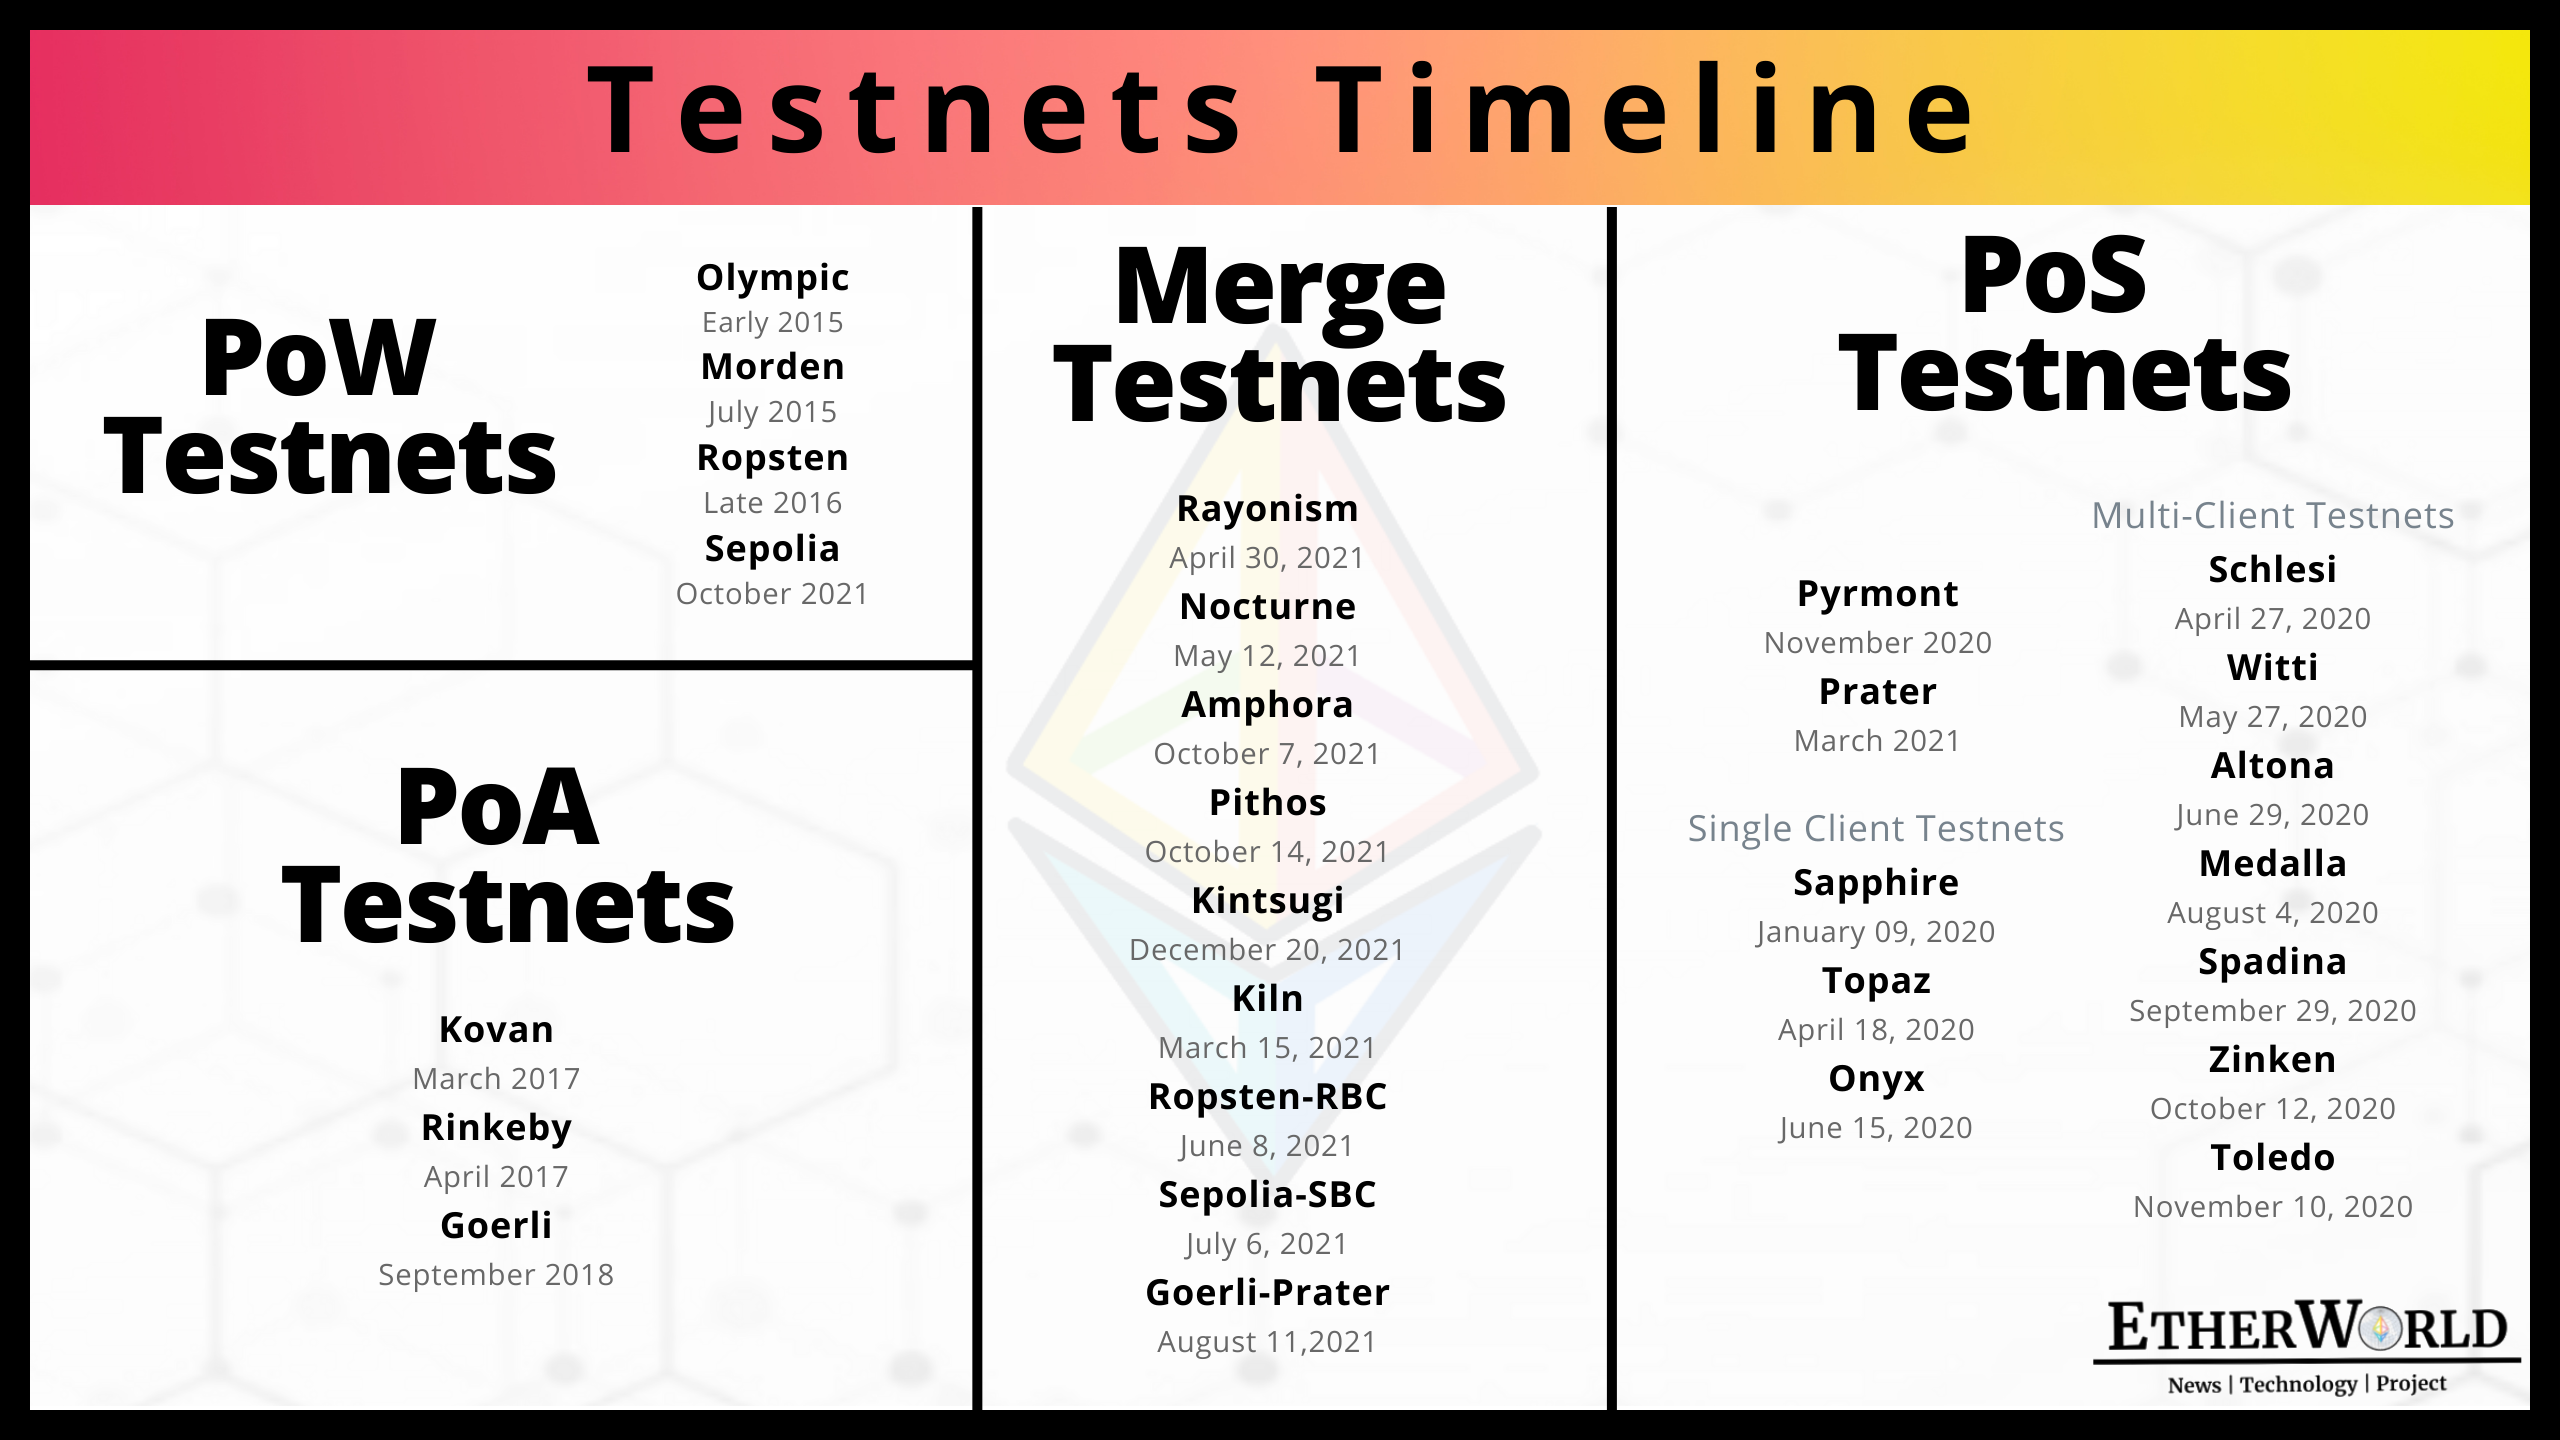 Testnets Timeline
PoW
Testnets
Olympic
Early 2015
Morden
July 2015
Ropsten
Late 2016
Sepolia
October 2021
PoA
Testnets
Kovan
March 2017
Rinkeby
April 2017
Goerli
September 2018
Merge
Testnets
Rayonism
April 30, 2021
Nocturne
May 12, 2021
Amphora
October 7, 2021
Pithos
October 14, 2021
Kintsugi
December 20, 2021
Kiln
March 15, 2021
Ropsten-RBC
June 8, 2021
Sepolia-SBC
July 6, 2021
Goerli-Prater
August 11,2021
PoS
Testnets
Pyrmont
November 2020
Prater
March 2021
Single Client Testnets
Sapphire
January 09, 2020
Topaz
April 18, 2020
Onyx
June 15, 2020
Multi-Client Testnets
Schlesi
April 27, 2020
Witti
May 27, 2020
Altona
June 29, 2020
Medalla
August 4, 2020
Spadina
September 29, 2020
Zinken
October 12, 2020
Toledo
November 10, 2020
ETHERWORLD
News | Technology | Project